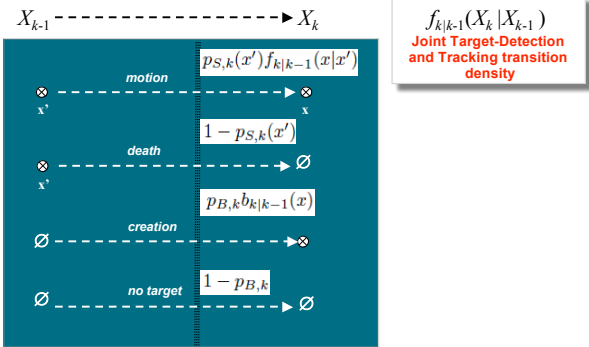 X_{k-1} X_k
f_{k|k-1}(X_k|X_{k-1})
Joint Target-Detection
and Tracking transition
density
p_{S,k}(x')f_{k|k-1}(x|x')
motion
x' x
1 − p_{S,k}(x')
death
∅
x'
p_{B,k}b_{k|k-1}(x)
creation
∅
1 − p_{B,k}
no target
∅ ∅